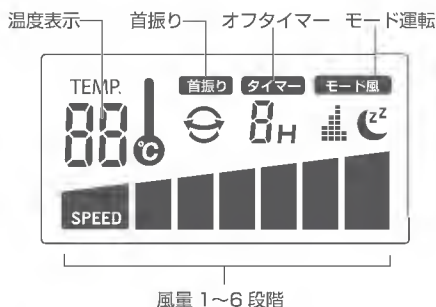 温度表示 首振り オフタイマー モード運転
TEMP. 首振り タイマー モード風
88 ℃ 8H zZ
SPEED
風量 1〜6 段階